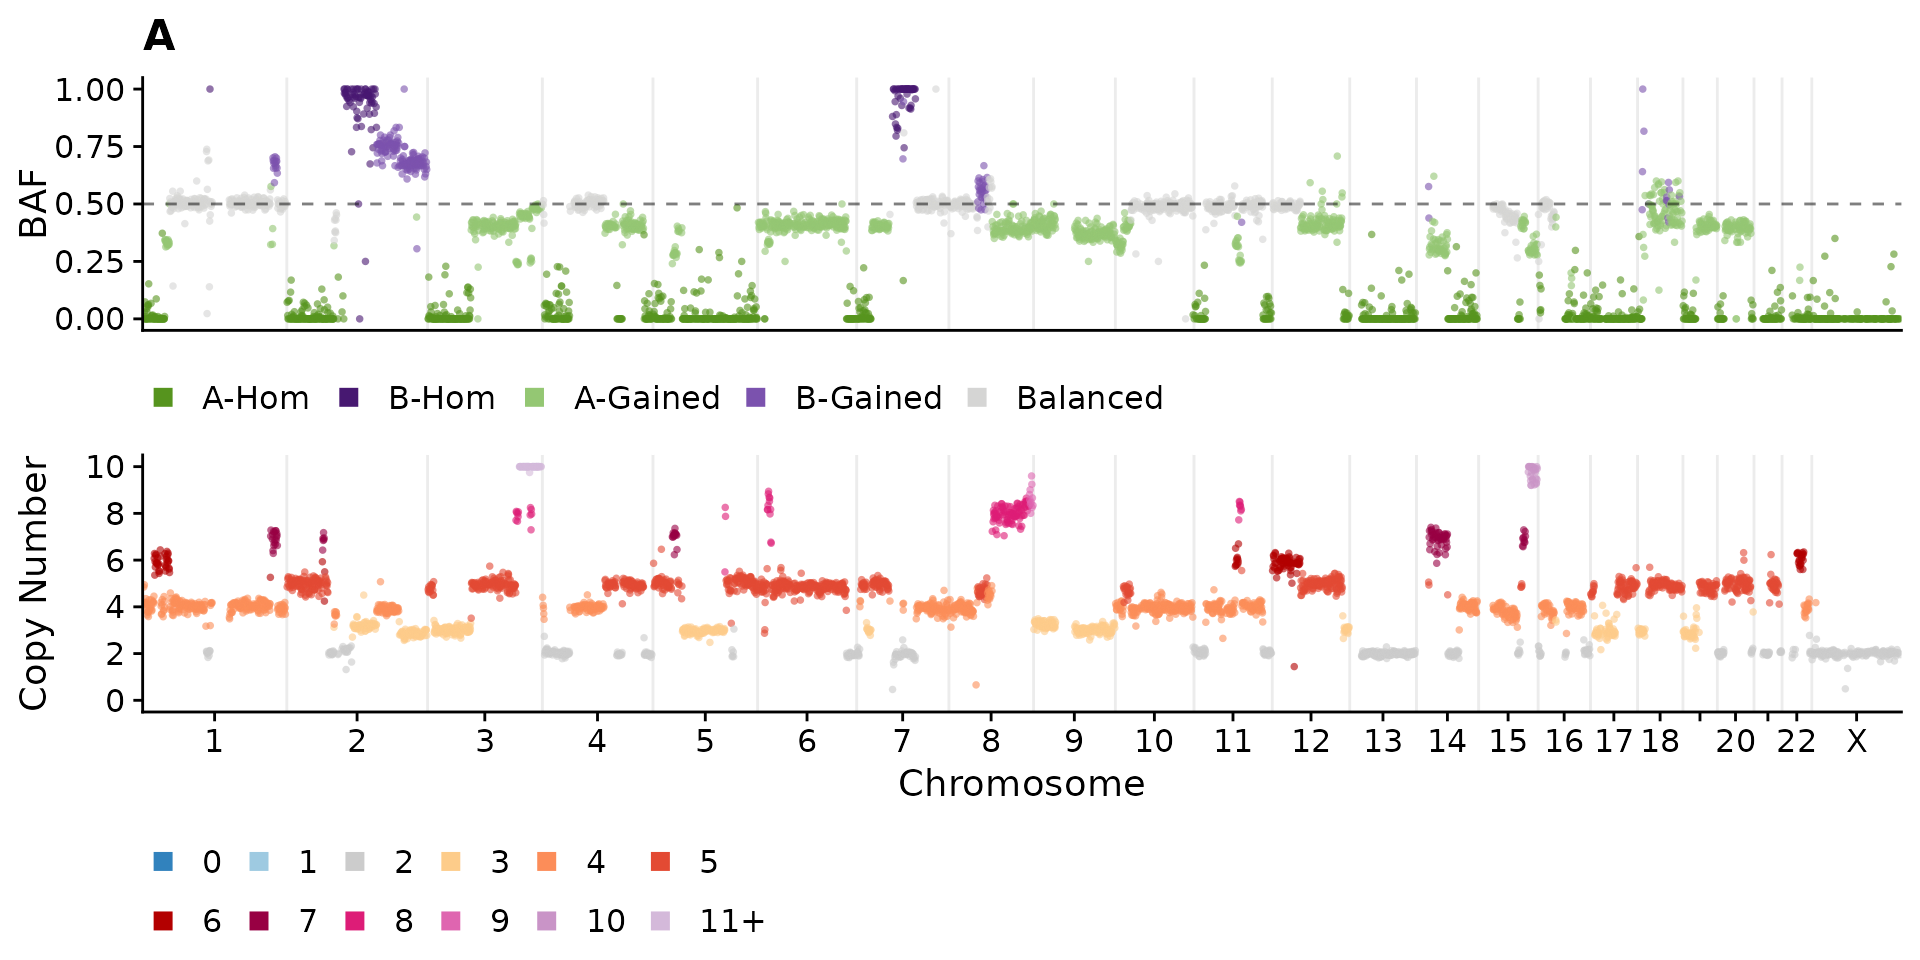 A
BAF
1.00
0.75
0.50
0.25
0.00
A-Hom B-Hom A-Gained B-Gained Balanced
Copy Number
10
8
6
4
2
0
1 2 3 4 5 6 7 8 9 10 11 12 13 14 15 16 17 18 20 22 X
Chromosome
0 1 2 3 4 5
6 7 8 9 10 11+